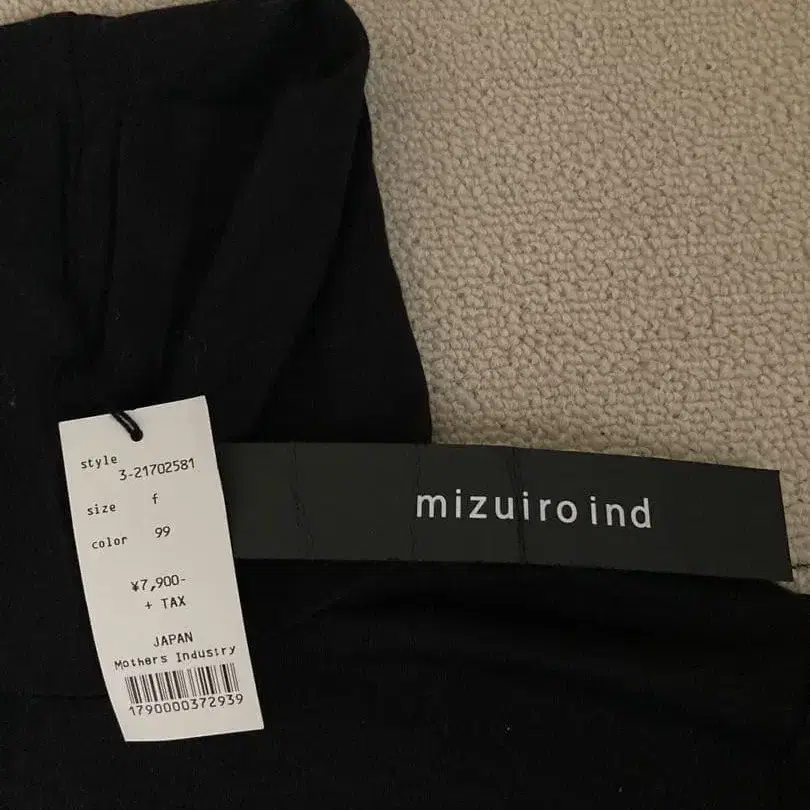 style 3-21702581
size f
color 99
¥7,900-
+ TAX
JAPAN
Mothers Industry
1790000372939
mizuiro ind